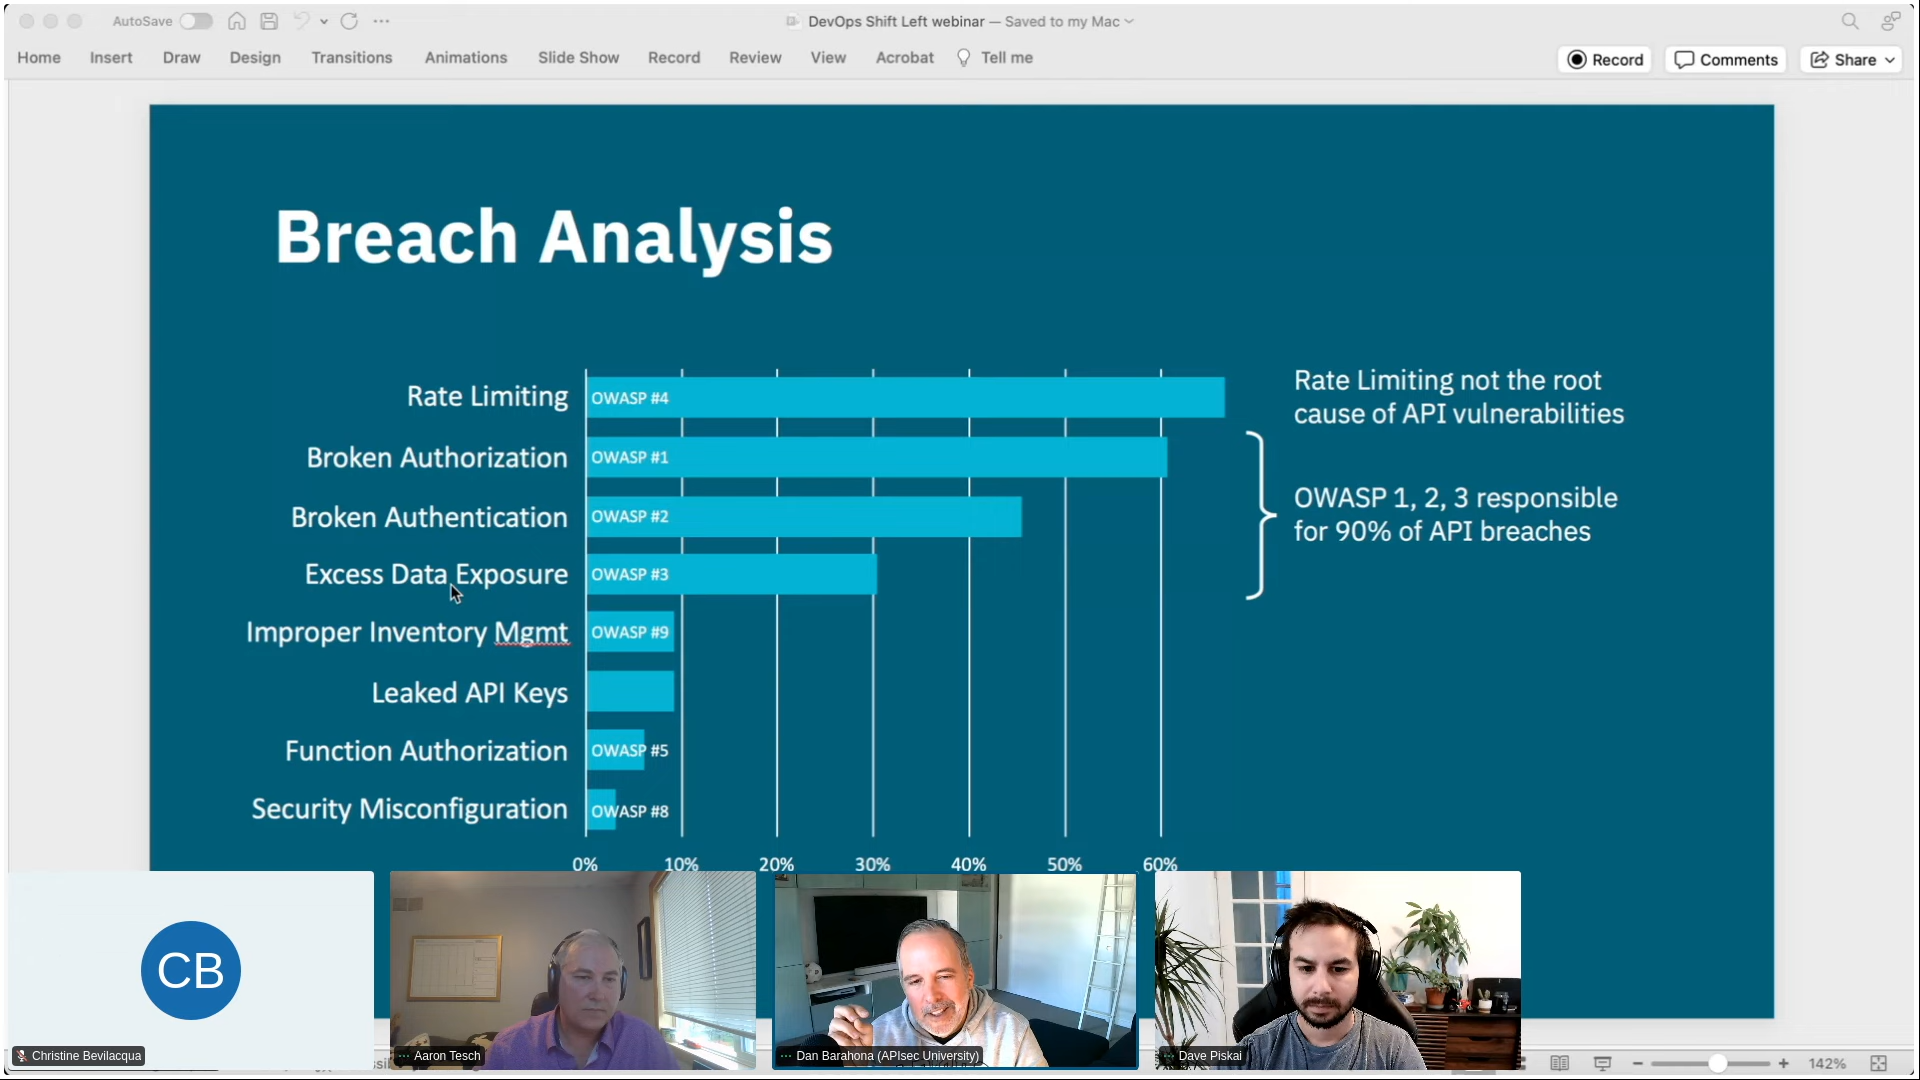 AutoSave
DevOps Shift Left webinar — Saved to my Mac
Home Insert Draw Design Transitions Animations Slide Show Record Review View Acrobat Tell me
Record Comments Share
Breach Analysis
Rate Limiting OWASP #4
Broken Authorization OWASP #1
Broken Authentication OWASP #2
Excess Data Exposure OWASP #3
Improper Inventory Mgmt OWASP #9
Leaked API Keys
Function Authorization OWASP #5
Security Misconfiguration OWASP #8
0% 10% 20% 30% 40% 50% 60%
Rate Limiting not the root
cause of API vulnerabilities
OWASP 1, 2, 3 responsible
for 90% of API breaches
CB
Christine Bevilacqua
Aaron Tesch
Dan Barahona (APIsec University)
Dave Piskai
142%